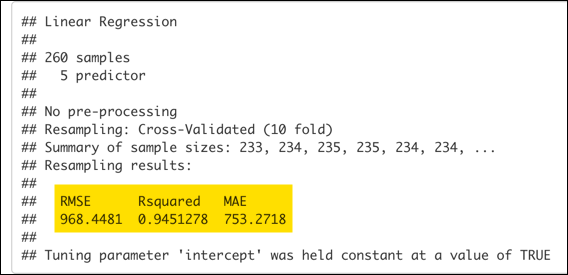 ## Linear Regression
##
## 260 samples
##   5 predictor
##
## No pre-processing
## Resampling: Cross-Validated (10 fold)
## Summary of sample sizes: 233, 234, 235, 235, 234, 234, ...
## Resampling results:
##
##   RMSE      Rsquared   MAE
##   968.4481  0.9451278  753.2718
##
## Tuning parameter 'intercept' was held constant at a value of TRUE